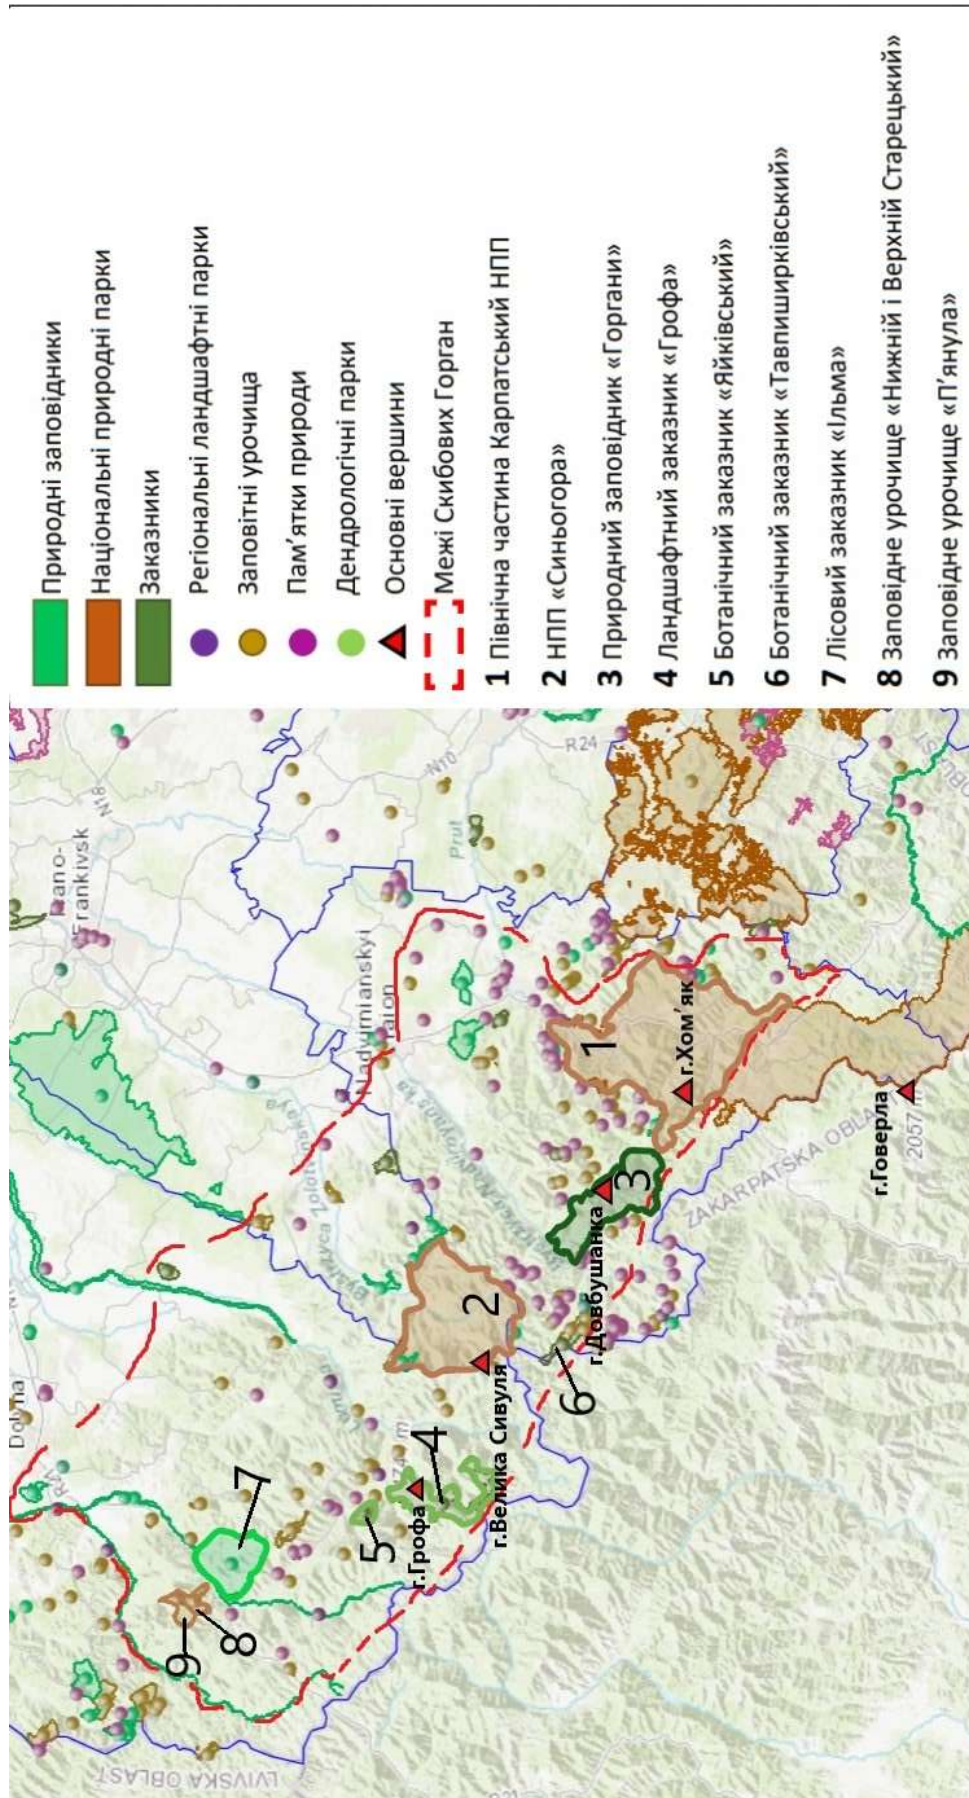 Природні заповідники
Національні природні парки
Заказники
Регіональні ландшафтні парки
Заповітні урочища
Пам'ятки природи
Дендрологічні парки
Основні вершини
Межі Скибових Горган
1 Північна частина Карпатський НПП
2 НПП «Синьогора»
3 Природний заповідник «Горгани»
4 Ландшафтний заказник «Грофа»
5 Ботанічний заказник «Яйківський»
6 Ботанічний заказник «Тавпиширківський»
7 Лісовий заказник «Ільма»
8 Заповідне урочище «Нижній і Верхній Старецький»
9 Заповідне урочище «П'янула»
LVIVSKA OBLAST
9
8
7
5
4
г.Грофа
г.Велика Сивуля
2
6
г.Довбушанка
3
1
г.Хом'як
г.Говерла
2057 m
ZAKARPATSKA OBLA
Frankivsk
N18
N10
R24
Prut
Nadvirnianskyi
raion